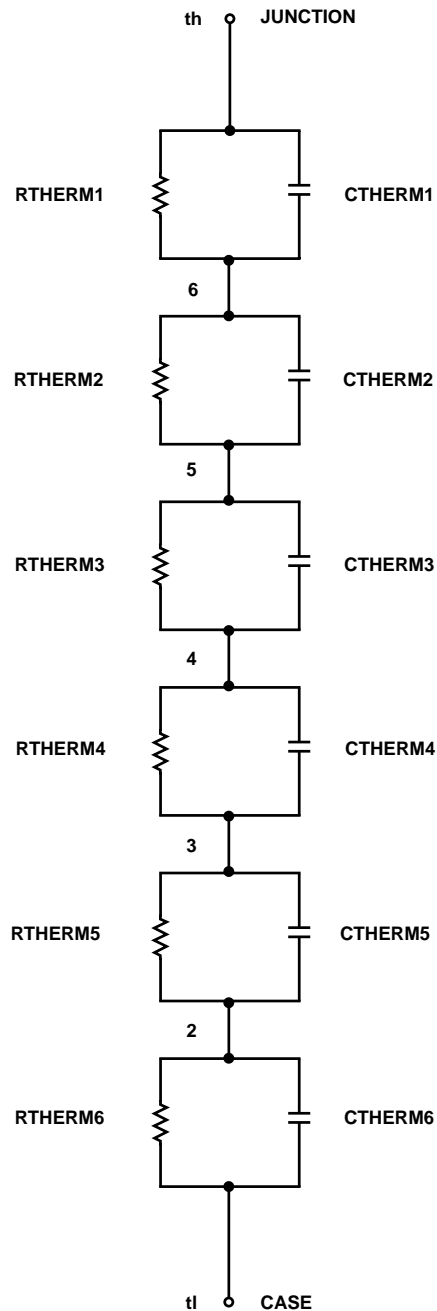 th JUNCTION
RTHERM1 CTHERM1
6
RTHERM2 CTHERM2
5
RTHERM3 CTHERM3
4
RTHERM4 CTHERM4
3
RTHERM5 CTHERM5
2
RTHERM6 CTHERM6
tl CASE